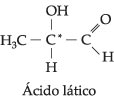 OH
H₃C – C* – C
O
H
H
Ácido lático